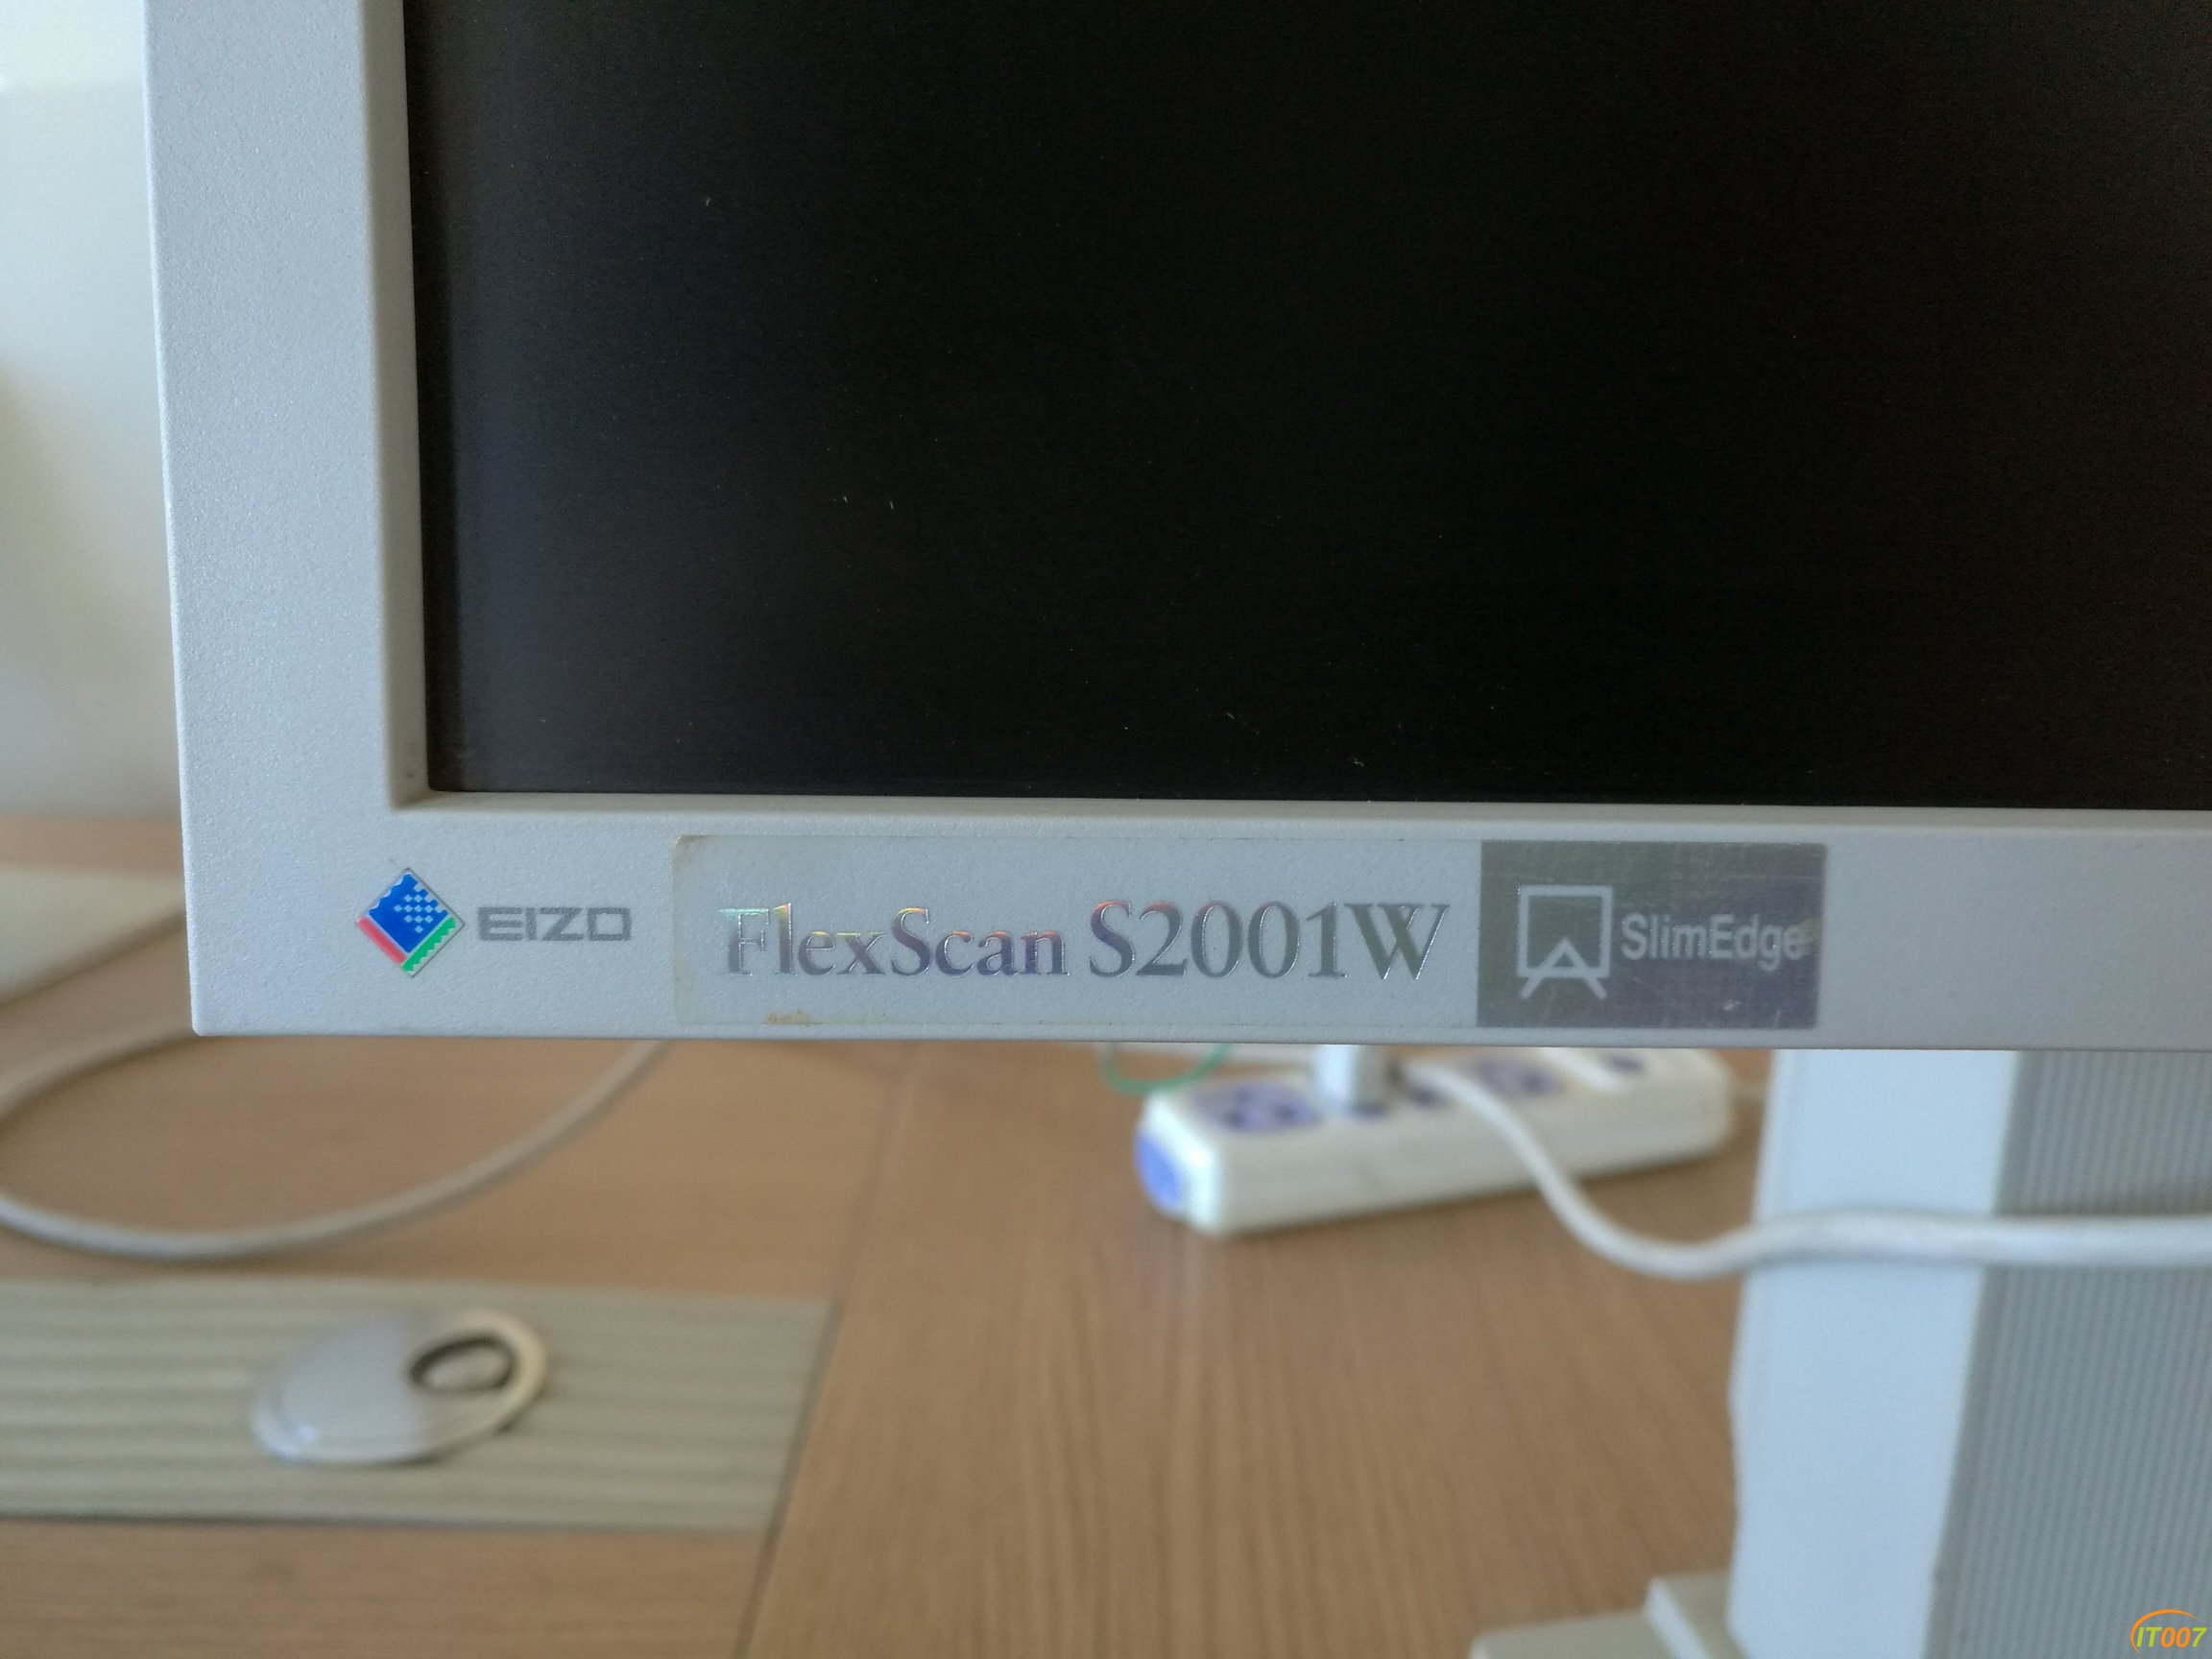 EIZO FlexScan S2001W SlimEdge
IT007